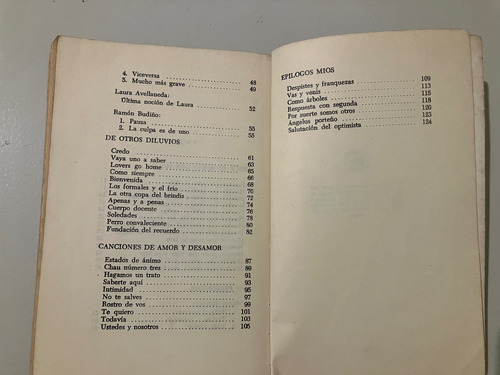 4. Viceversa 48
5. Mucho más grave 49
Laura Avellaneda:
Última noción de Laura 52
Ramón Budiño:
1. Pausa 55
2. La culpa es de uno 55
DE OTROS DILUVIOS
Credo 61
Vaya uno a saber 63
Lovers go home 65
Como siempre 66
Bienvenida 68
Los formales y el frío 70
La otra copa del brindis 72
Apenas y a penas 74
Cuerpo docente 76
Soledades 78
Perro convaleciente 80
Fundación del recuerdo 82
CANCIONES DE AMOR Y DESAMOR
Estados de ánimo 87
Chau número tres 89
Hagamos un trato 91
Saberte aquí 93
Intimidad 95
No te salves 97
Rostro de vos 99
Te quiero 101
Todavía 103
Ustedes y nosotros 105
EPILOGOS MIOS
Despistes y franquezas 109
Vas y venís 113
Como árboles 115
Respuesta con segunda 118
Por suerte somos otros 120
Ángelus porteño 123
Salutación del optimista 124